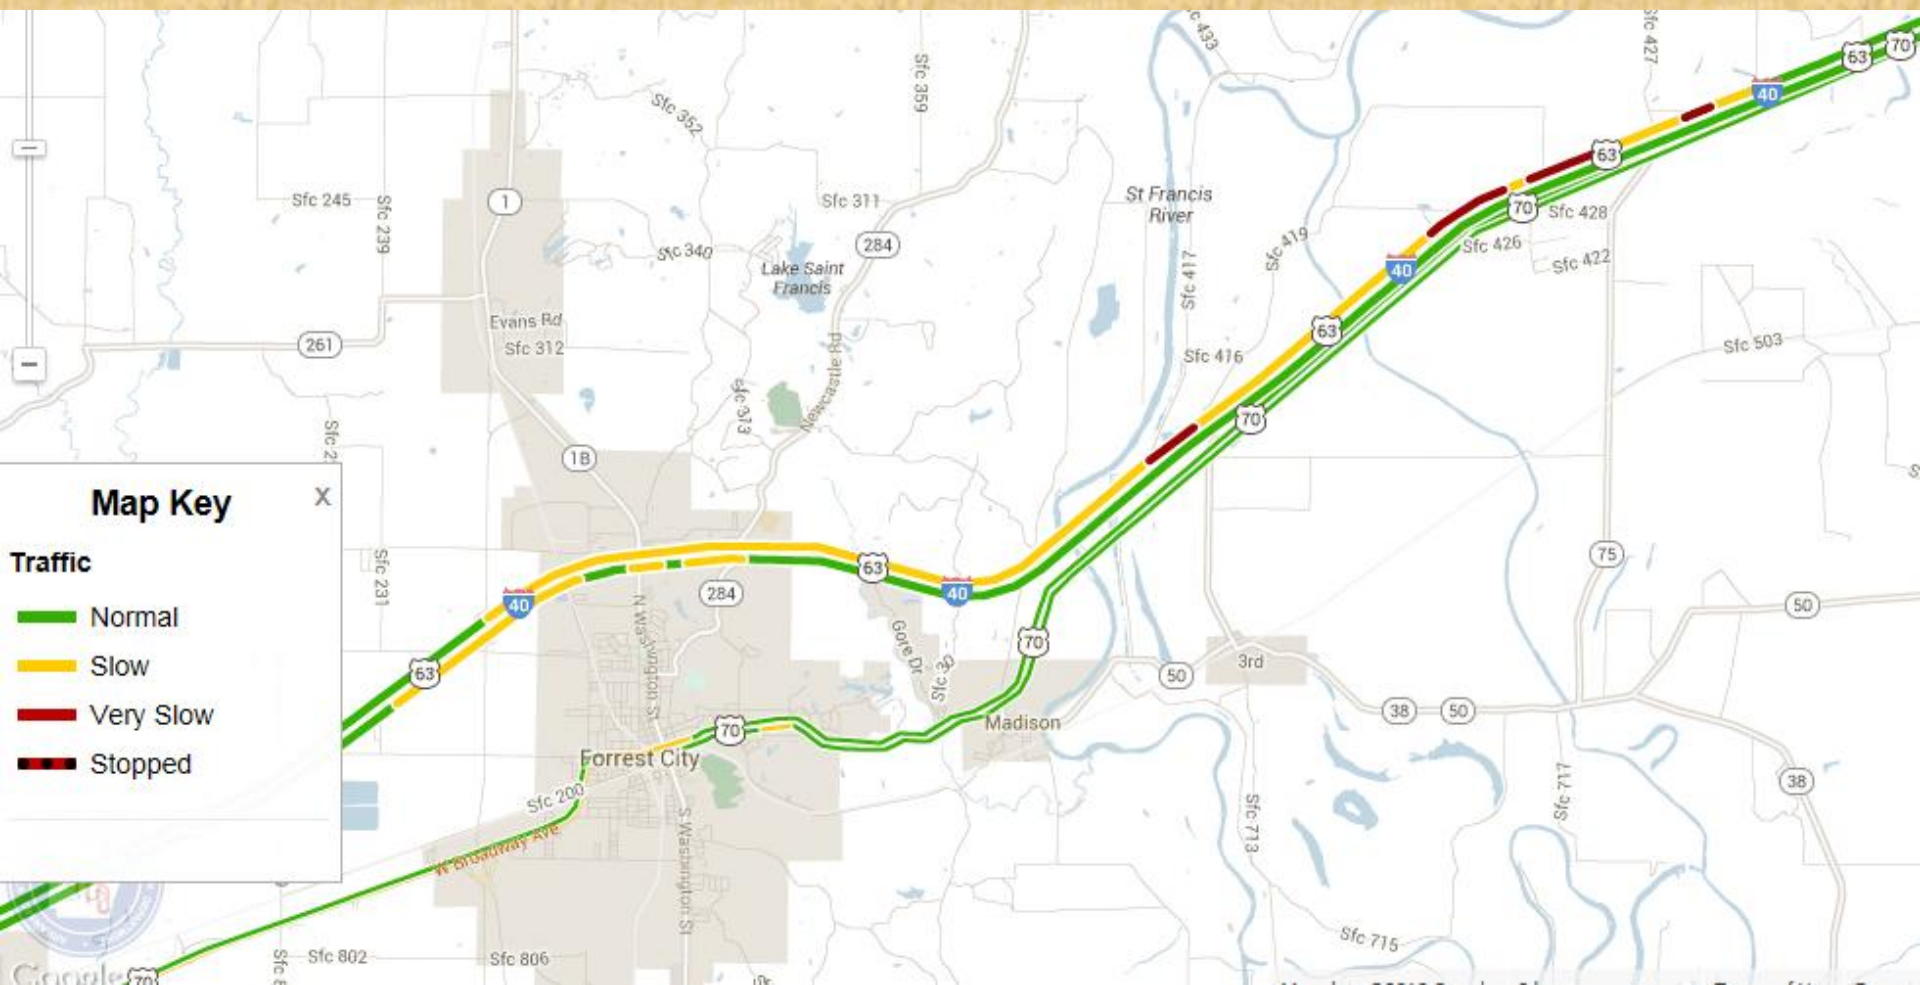 Sfc 433
Sfc 427
63
70
Sfc 359
40
Sfc 352
63
1
Sfc 245
Sfc 239
Sfc 311
St Francis
River
70
Sfc 428
284
Sfc 419
Sfc 426
Sfc 340
Lake Saint
Francis
Sfc 417
40
Sfc 422
Evans Rd
63
261
Sfc 312
Newcastle Rd
Sfc 416
Sfc 503
Sfc 313
70
1B
Map Key
X
Traffic
Normal
Slow
Very Slow
Stopped
Sfc 231
63
75
40
284
40
50
N Washington St
Gore Dr
70
Sfc 30
3rd
63
50
70
Madison
38
50
Forrest City
38
Sfc 200
Sfc 717
W Broadway Ave
Sfc 713
S Washington St
Sfc 715
Sfc 802
Sfc 806
Google
70